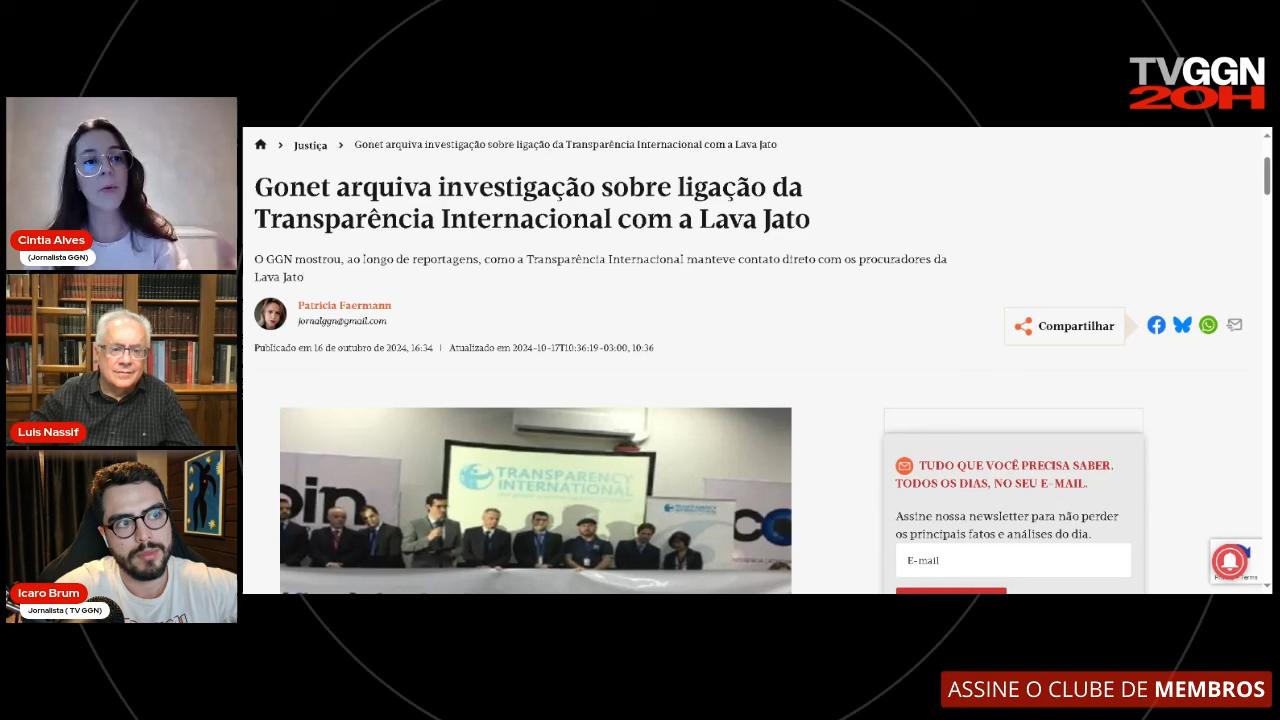 TVGGN
20H
Cintia Alves
(Jornalista GGN)
Luis Nassif
Icaro Brum
Jornalista ( TV GGN)
Justiça
Gonet arquiva investigação sobre ligação da Transparência Internacional com a Lava Jato
Gonet arquiva investigação sobre ligação da
Transparência Internacional com a Lava Jato
O GGN mostrou, ao longo de reportagens, como a Transparência Internacional manteve contato direto com os procuradores da
Lava Jato
Patricia Faermann
jornalggn@gmail.com
Compartilhar
Publicado em 16 de outubro de 2024, 16:34 | Atualizado em 2024-10-17T10:36:19-03:00, 10:36
TRANSPARENCY
INTERNATIONAL
TUDO QUE VOCÊ PRECISA SABER.
TODOS OS DIAS, NO SEU E-MAIL.
Assine nossa newsletter para não perder
os principais fatos e análises do dia.
E-mail
ASSINE O CLUBE DE MEMBROS